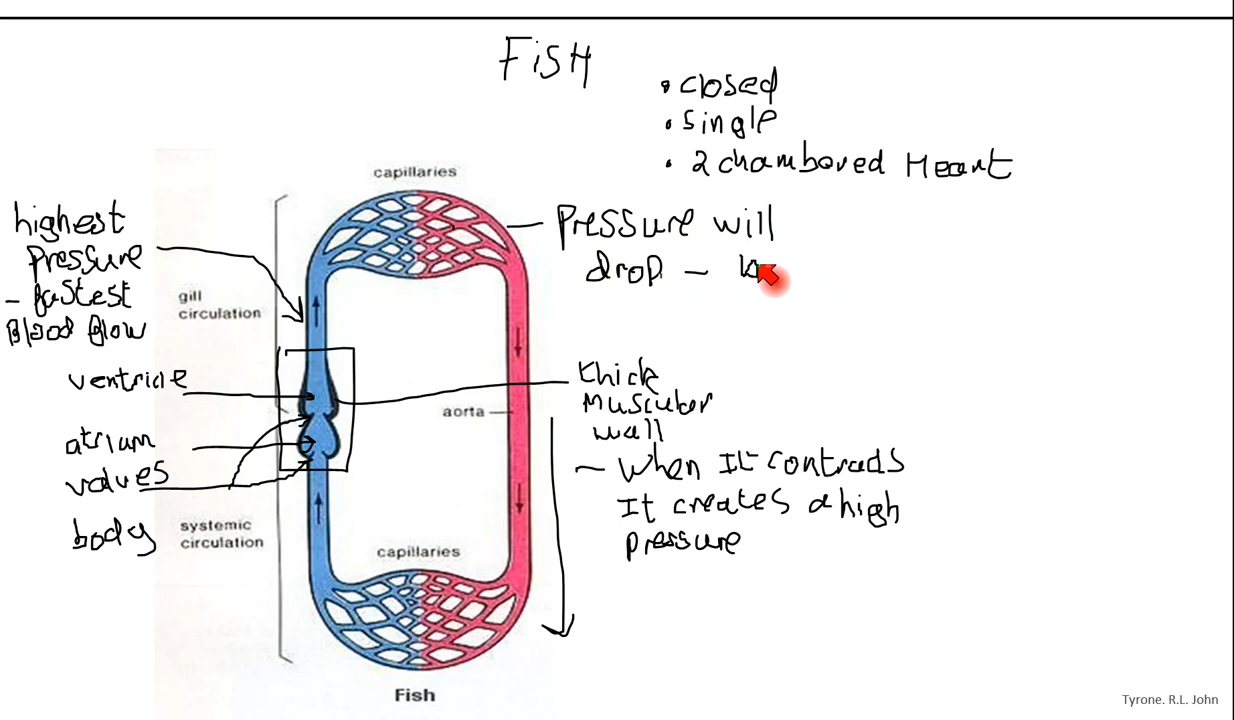 FisH
• closed
• single
• 2 chambered Heart
capillaries
highest
Pressure
- fastest
Blood flow
Pressure will
drop -
gill
circulation
ventricle
thick
Muscular
wall
aorta
atrium
valves
- when It contracts
It creates a high
pressure
body
systemic
circulation
capillaries
Fish
Tyrone. R.L. John